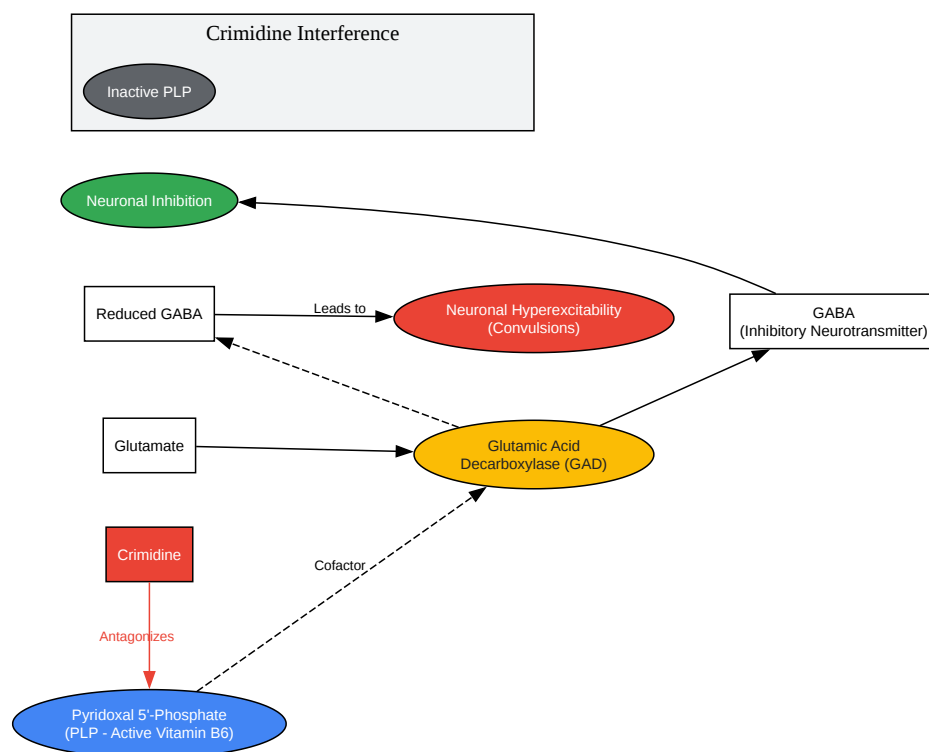 Crimidine Interference
Inactive PLP
Neuronal Inhibition
Reduced GABA
Leads to
Neuronal Hyperexcitability
(Convulsions)
GABA
(Inhibitory Neurotransmitter)
Glutamate
Glutamic Acid
Decarboxylase (GAD)
Crimidine
Cofactor
Antagonizes
Pyridoxal 5'-Phosphate
(PLP - Active Vitamin B6)